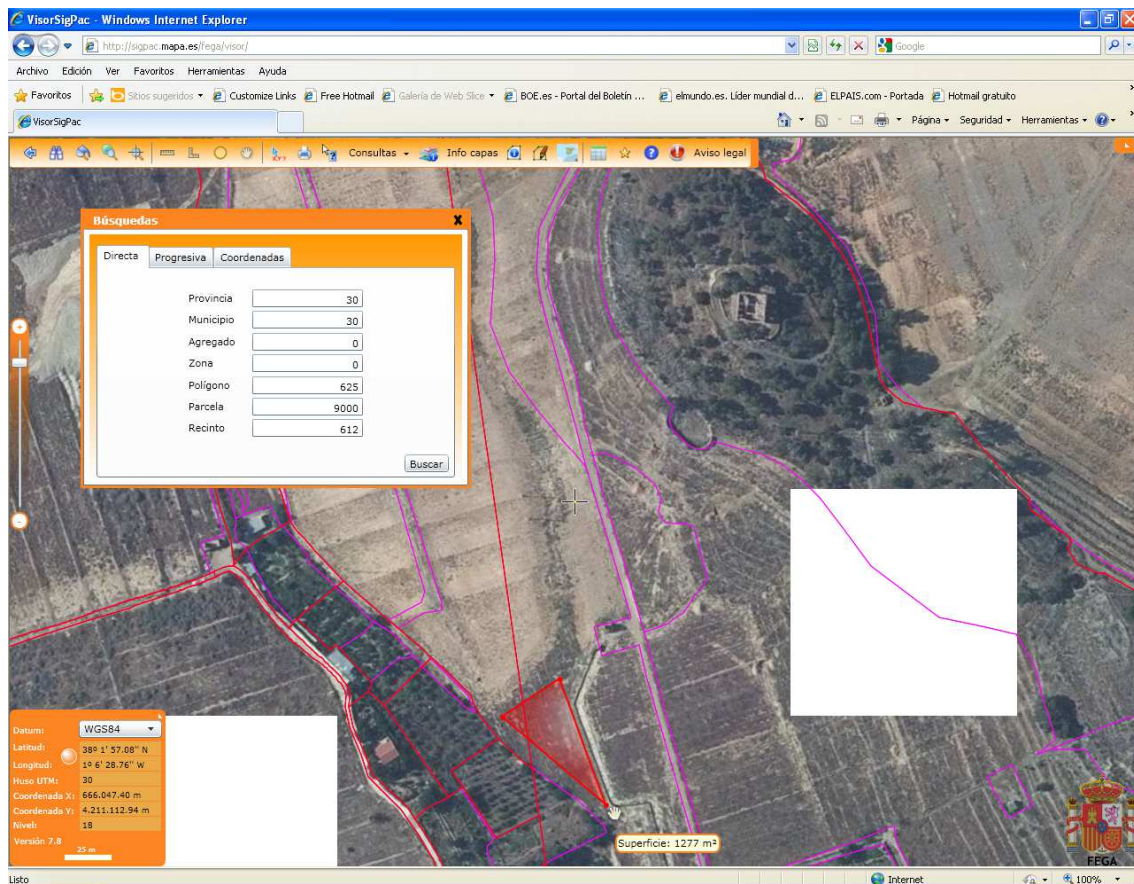 VisorSigPac - Windows Internet Explorer
http://sigpac.mapa.es/fega/visor/
Google
Archivo Edición Ver Favoritos Herramientas Ayuda
Favoritos Sitios sugeridos Customize Links Free Hotmail Galería de Web Slice BOE.es - Portal del Boletín ... elmundo.es. Líder mundial d... ELPAIS.com - Portada Hotmail gratuito
VisorSigPac Página Seguridad Herramientas
Consultas Info capas Aviso legal
Búsquedas
Directa Progresiva Coordenadas
Provincia 30
Municipio 30
Agregado 0
Zona 0
Polígono 625
Parcela 9000
Recinto 612
Buscar
Datum: WGS84
Latitud: 38º 1' 57.08" N
Longitud: 1º 6' 28.76" W
Huso UTM: 30
Coordenada X: 666.047.40 m
Coordenada Y: 4.211.112.94 m
Nivel: 18
Versión 7.8
25 m
Superficie: 1277 m²
FEGA
Listo Internet 100%